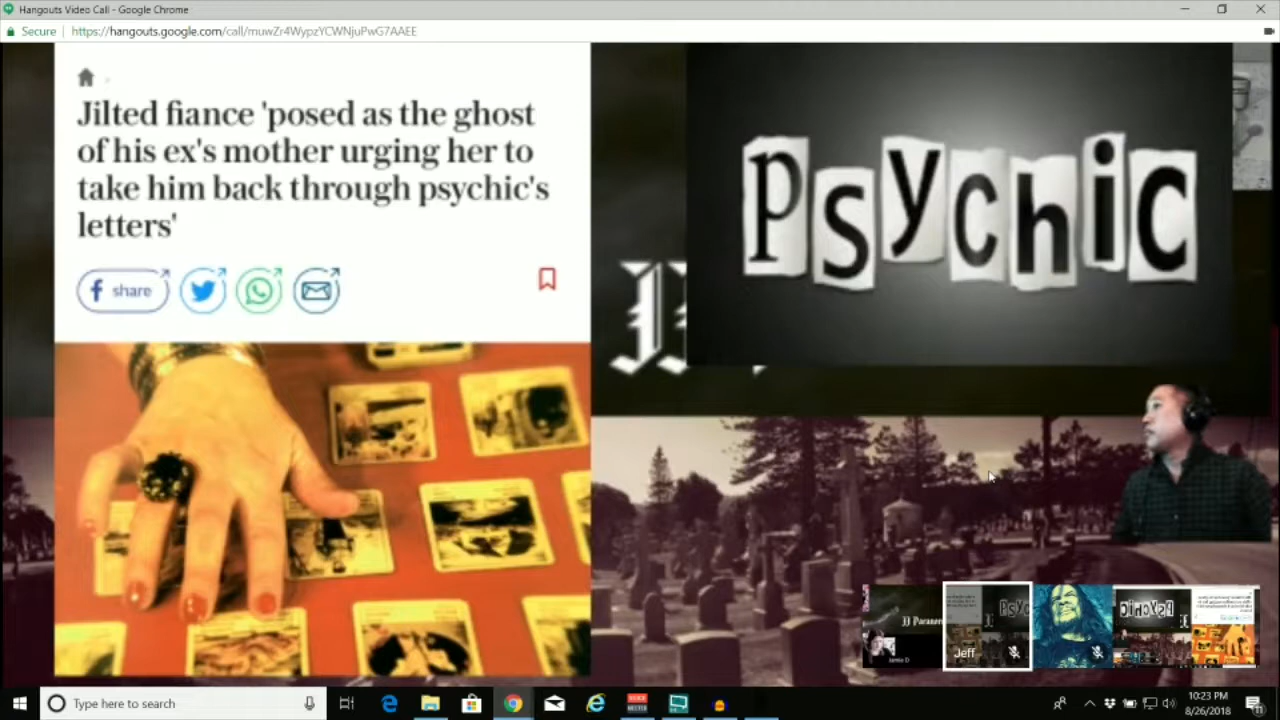 Hangouts Video Call - Google Chrome
Secure
https://hangouts.google.com/call/muwZr4WypzYCWNjuPwG7AAEE
Jilted fiance 'posed as the ghost
of his ex's mother urging her to
take him back through psychic's
letters'
share
psychic
Jeff
Jamie D
Type here to search
10:23 PM
8/26/2018